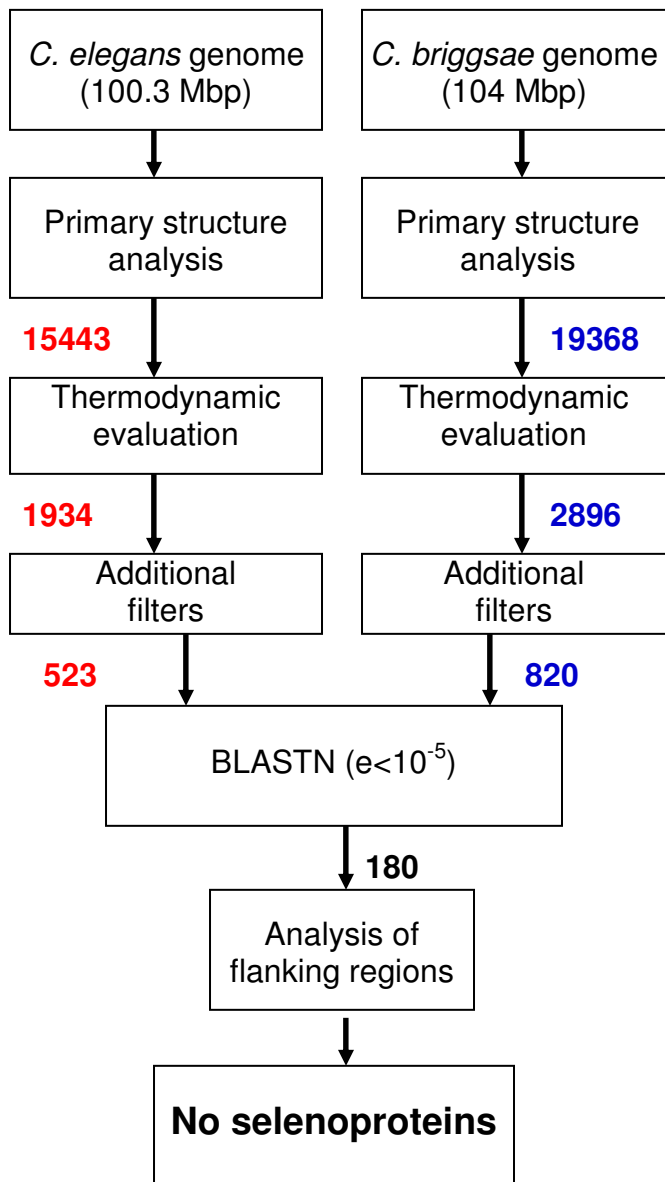 C. elegans genome
(100.3 Mbp)
C. briggsae genome
(104 Mbp)
Primary structure
analysis
Primary structure
analysis
15443
19368
Thermodynamic
evaluation
Thermodynamic
evaluation
1934
2896
Additional
filters
Additional
filters
523
820
BLASTN (e<10⁻⁵)
180
Analysis of
flanking regions
No selenoproteins